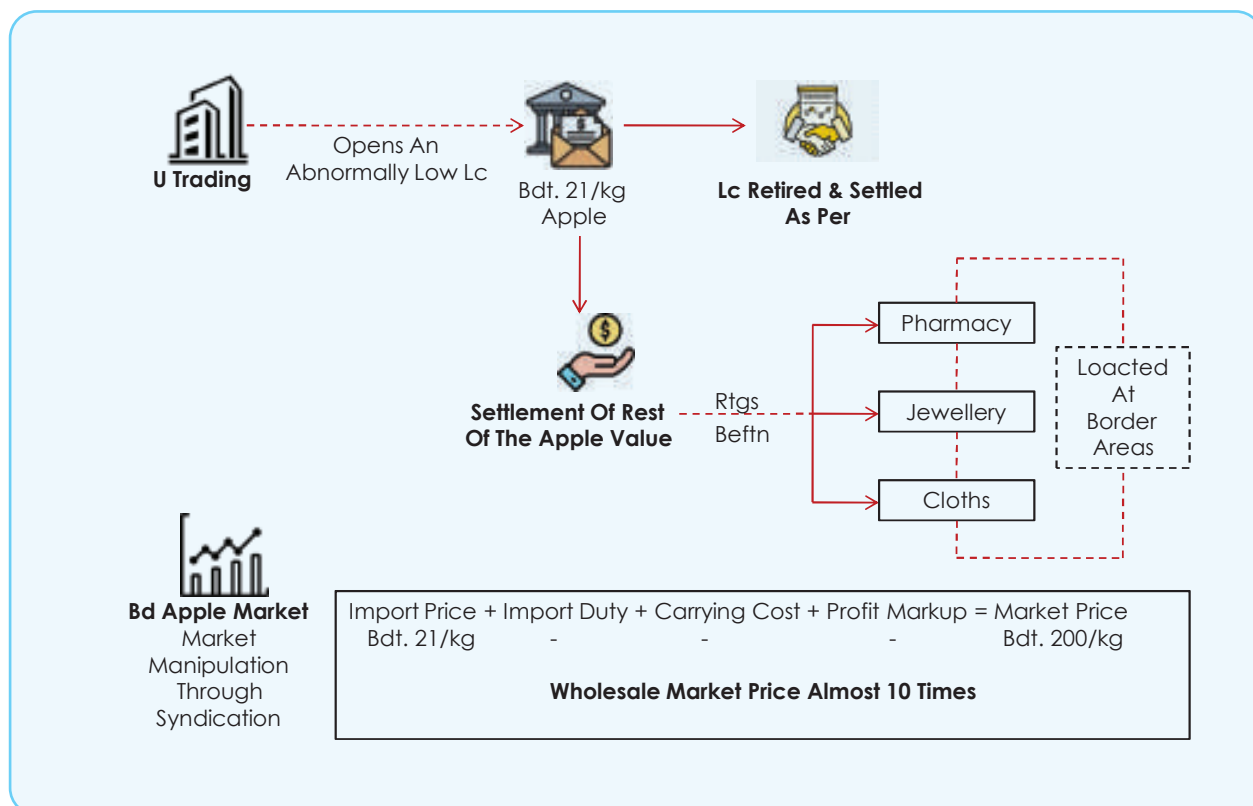 U Trading
Opens An
Abnormally Low Lc
Bdt. 21/kg
Apple
Lc Retired & Settled
As Per
Settlement Of Rest
Of The Apple Value
Rtgs
Beftn
Pharmacy
Jewellery
Cloths
Loacted
At
Border
Areas
Bd Apple Market
Market
Manipulation
Through
Syndication
Import Price + Import Duty + Carrying Cost + Profit Markup = Market Price
Bdt. 21/kg - - - Bdt. 200/kg
Wholesale Market Price Almost 10 Times